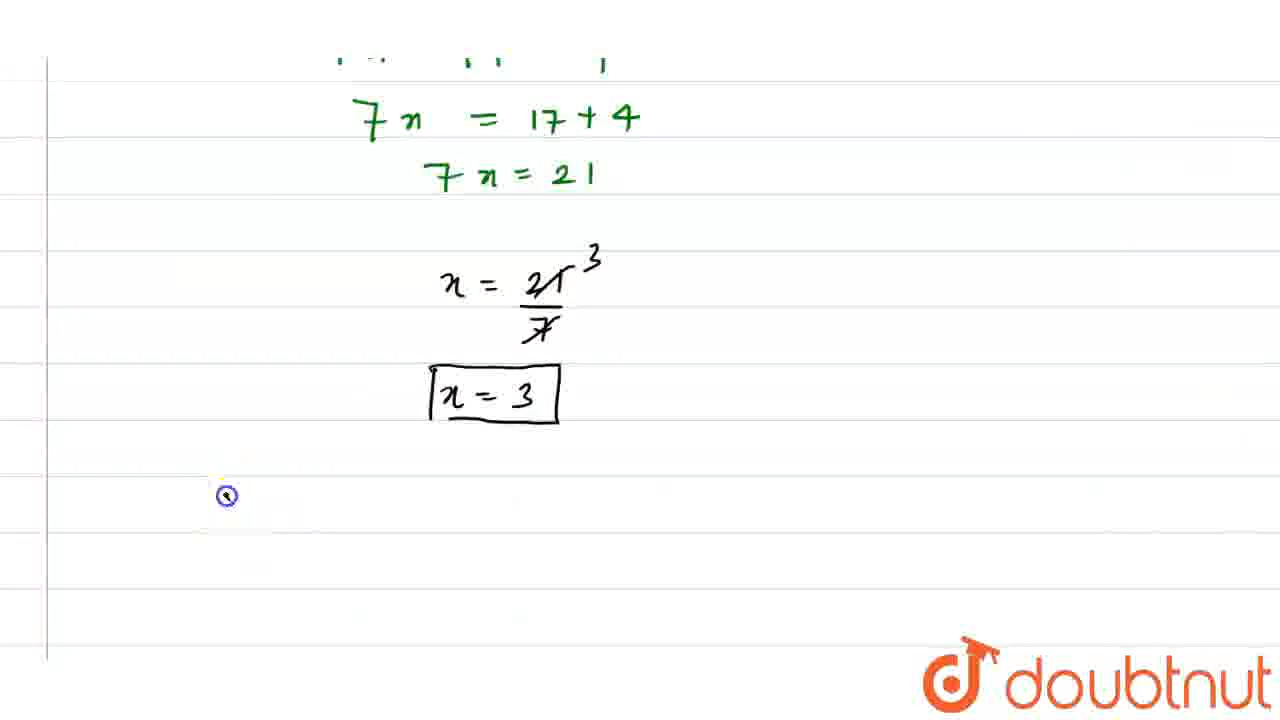 7x = 17 + 4
7x = 21
x = 21/7 3
x = 3
doubtnut